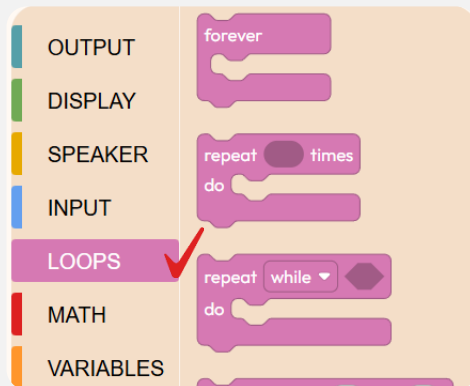 OUTPUT
DISPLAY
SPEAKER
INPUT
LOOPS
MATH
VARIABLES
forever
repeat times
do
repeat while
do